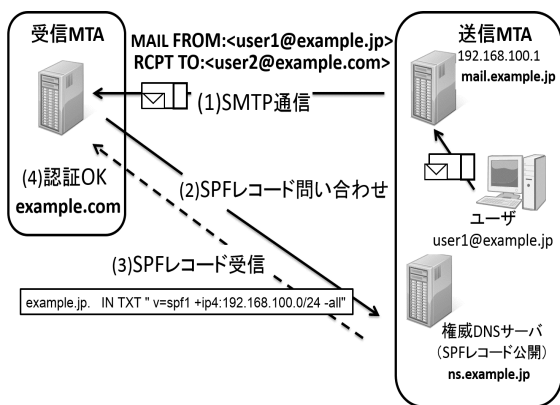 受信MTA
MAIL FROM:<user1@example.jp>
RCPT TO:<user2@example.com>
(1)SMTP通信
送信MTA
192.168.100.1
mail.example.jp
(4)認証OK
example.com
(2)SPFレコード問い合わせ
ユーザ
user1@example.jp
(3)SPFレコード受信
example.jp. IN TXT " v=spf1 +ip4:192.168.100.0/24 -all"
権威DNSサーバ
(SPFレコード公開)
ns.example.jp